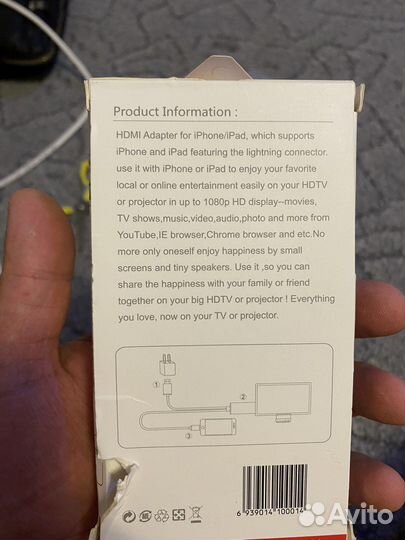 Product Information :
HDMI Adapter for iPhone/iPad, which supports
iPhone and iPad featuring the lightning connector.
use it with iPhone or iPad to enjoy your favorite
local or online entertainment easily on your HDTV
or projector in up to 1080p HD display--movies,
TV shows,music,video,audio,photo and more from
YouTube,IE browser,Chrome browser and etc.No
more only oneself enjoy happiness by small
screens and tiny speakers. Use it ,so you can
share the happiness with your family or friend
together on your big HDTV or projector ! Everything
you love, now on your TV or projector.
①
②
③
6 939014 100014
Avito